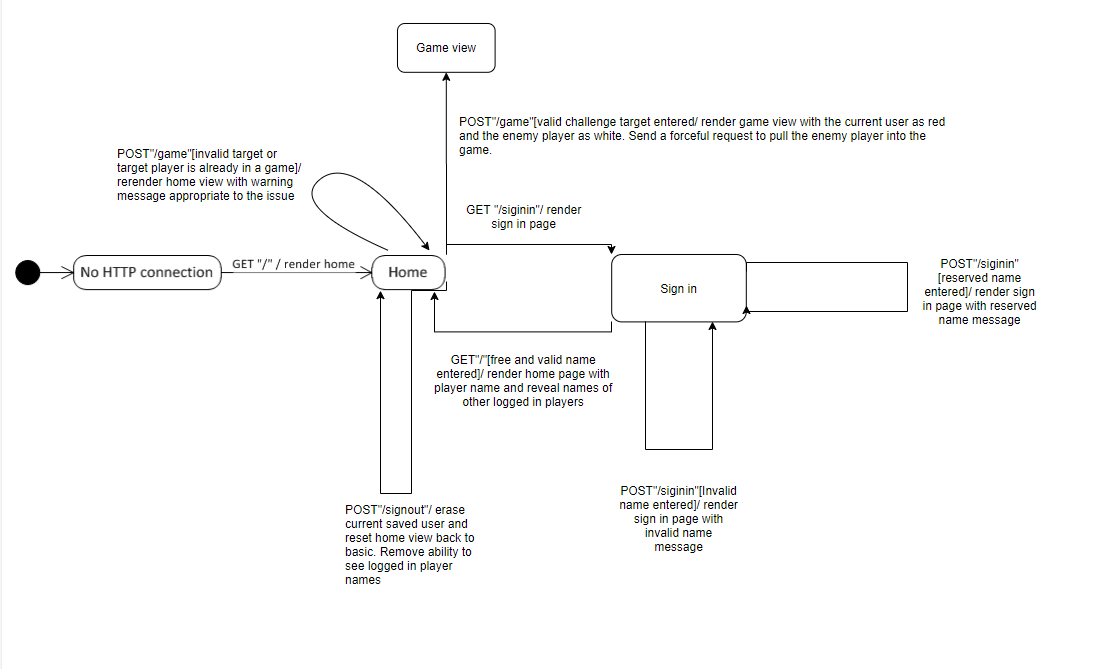 Game view
POST"/game"[valid challenge target entered/ render game view with the current user as red
and the enemy player as white. Send a forceful request to pull the enemy player into the
game.
POST"/game"[invalid target or
target player is already in a game]/
rerender home view with warning
message appropriate to the issue
GET "/siginin"/ render
sign in page
No HTTP connection
GET "/" / render home
Home
Sign in
POST"/siginin"
[reserved name
entered]/ render sign
in page with reserved
name message
GET"/"[free and valid name
entered]/ render home page with
player name and reveal names of
other logged in players
POST"/siginin"[Invalid
name entered]/ render
sign in page with
invalid name
message
POST"/signout"/ erase
current saved user and
reset home view back to
basic. Remove ability to
see logged in player
names